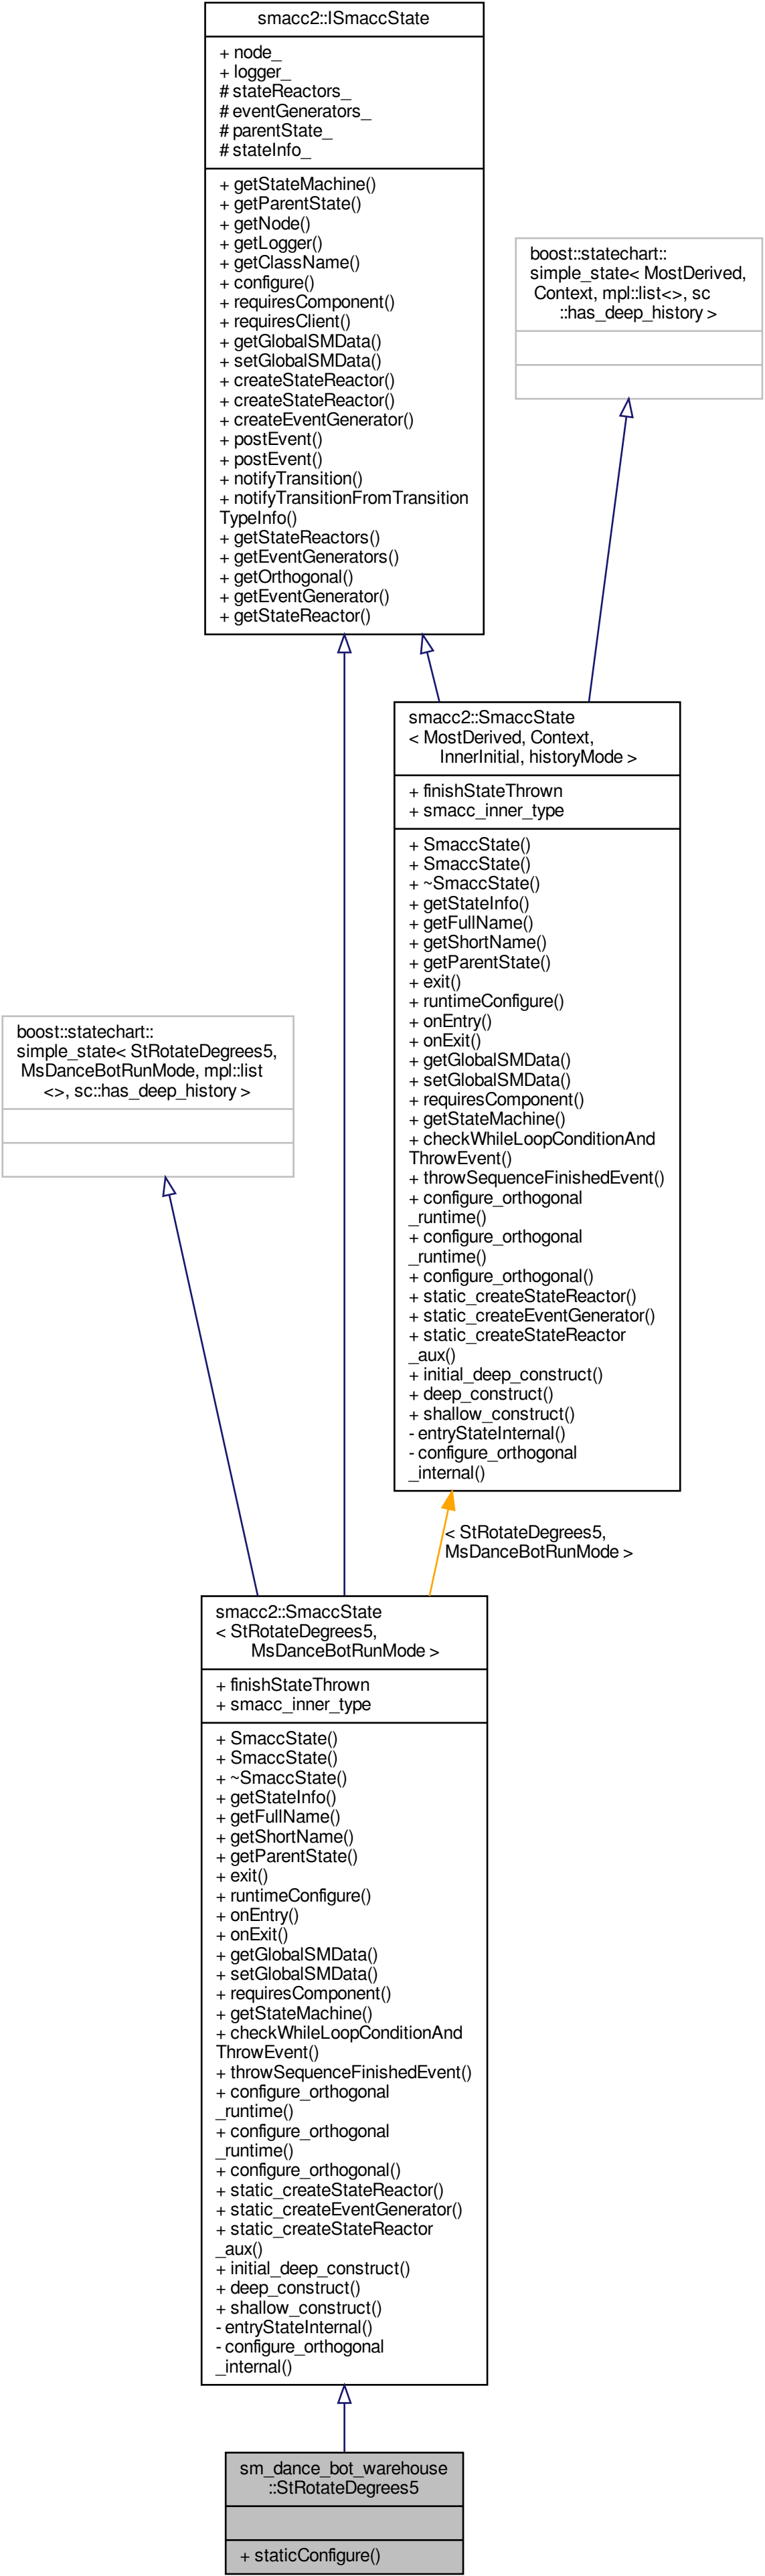 smacc2::ISmaccState
+ node_
+ logger_
# stateReactors_
# eventGenerators_
# parentState_
# stateInfo_
+ getStateMachine()
+ getParentState()
+ getNode()
+ getLogger()
+ getClassName()
+ configure()
+ requiresComponent()
+ requiresClient()
+ getGlobalSMData()
+ setGlobalSMData()
+ createStateReactor()
+ createStateReactor()
+ createEventGenerator()
+ postEvent()
+ postEvent()
+ notifyTransition()
+ notifyTransitionFromTransition
TypeInfo()
+ getStateReactors()
+ getEventGenerators()
+ getOrthogonal()
+ getEventGenerator()
+ getStateReactor()
boost::statechart::
simple_state< MostDerived,
Context, mpl::list<>, sc
::has_deep_history >
smacc2::SmaccState
< MostDerived, Context,
InnerInitial, historyMode >
+ finishStateThrown
+ smacc_inner_type
+ SmaccState()
+ SmaccState()
+ ~SmaccState()
+ getStateInfo()
+ getFullName()
+ getShortName()
+ getParentState()
+ exit()
+ runtimeConfigure()
+ onEntry()
+ onExit()
+ getGlobalSMData()
+ setGlobalSMData()
+ requiresComponent()
+ getStateMachine()
+ checkWhileLoopConditionAnd
ThrowEvent()
+ throwSequenceFinishedEvent()
+ configure_orthogonal
_runtime()
+ configure_orthogonal
_runtime()
+ configure_orthogonal()
+ static_createStateReactor()
+ static_createEventGenerator()
+ static_createStateReactor
_aux()
+ initial_deep_construct()
+ deep_construct()
+ shallow_construct()
- entryStateInternal()
- configure_orthogonal
_internal()
boost::statechart::
simple_state< StRotateDegrees5,
MsDanceBotRunMode, mpl::list
<>, sc::has_deep_history >
< StRotateDegrees5,
MsDanceBotRunMode >
smacc2::SmaccState
< StRotateDegrees5,
MsDanceBotRunMode >
+ finishStateThrown
+ smacc_inner_type
+ SmaccState()
+ SmaccState()
+ ~SmaccState()
+ getStateInfo()
+ getFullName()
+ getShortName()
+ getParentState()
+ exit()
+ runtimeConfigure()
+ onEntry()
+ onExit()
+ getGlobalSMData()
+ setGlobalSMData()
+ requiresComponent()
+ getStateMachine()
+ checkWhileLoopConditionAnd
ThrowEvent()
+ throwSequenceFinishedEvent()
+ configure_orthogonal
_runtime()
+ configure_orthogonal
_runtime()
+ configure_orthogonal()
+ static_createStateReactor()
+ static_createEventGenerator()
+ static_createStateReactor
_aux()
+ initial_deep_construct()
+ deep_construct()
+ shallow_construct()
- entryStateInternal()
- configure_orthogonal
_internal()
sm_dance_bot_warehouse
::StRotateDegrees5
+ staticConfigure()